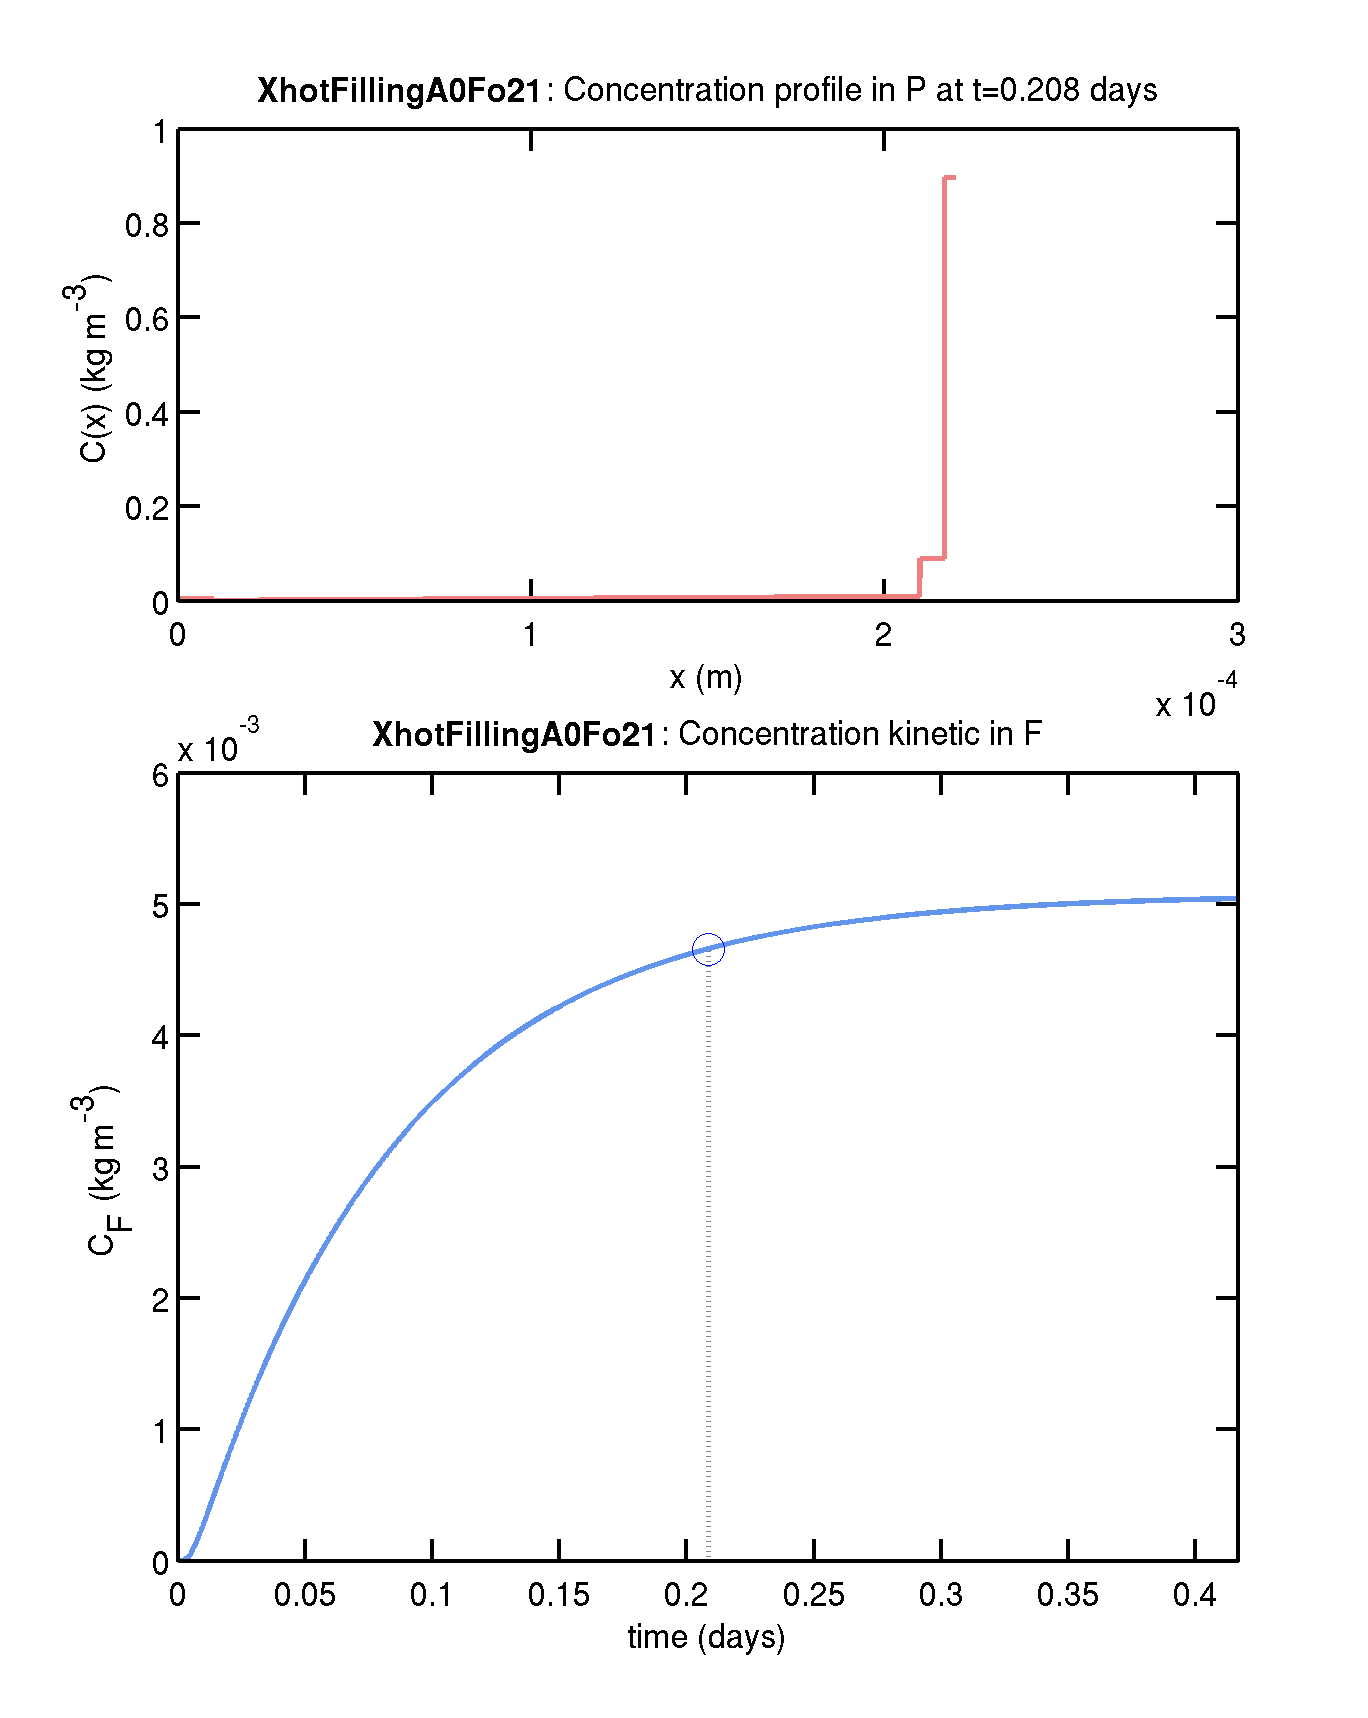 XhotFillingA0Fo21: Concentration profile in P at t=0.208 days
1
0.8
0.6
0.4
0.2
0
C(x) (kg m-3)
0 1 2 3
x (m)
x 10-4
XhotFillingA0Fo21: Concentration kinetic in F
x 10-3
6
5
4
3
2
1
0
CF (kg m-3)
0 0.05 0.1 0.15 0.2 0.25 0.3 0.35 0.4
time (days)